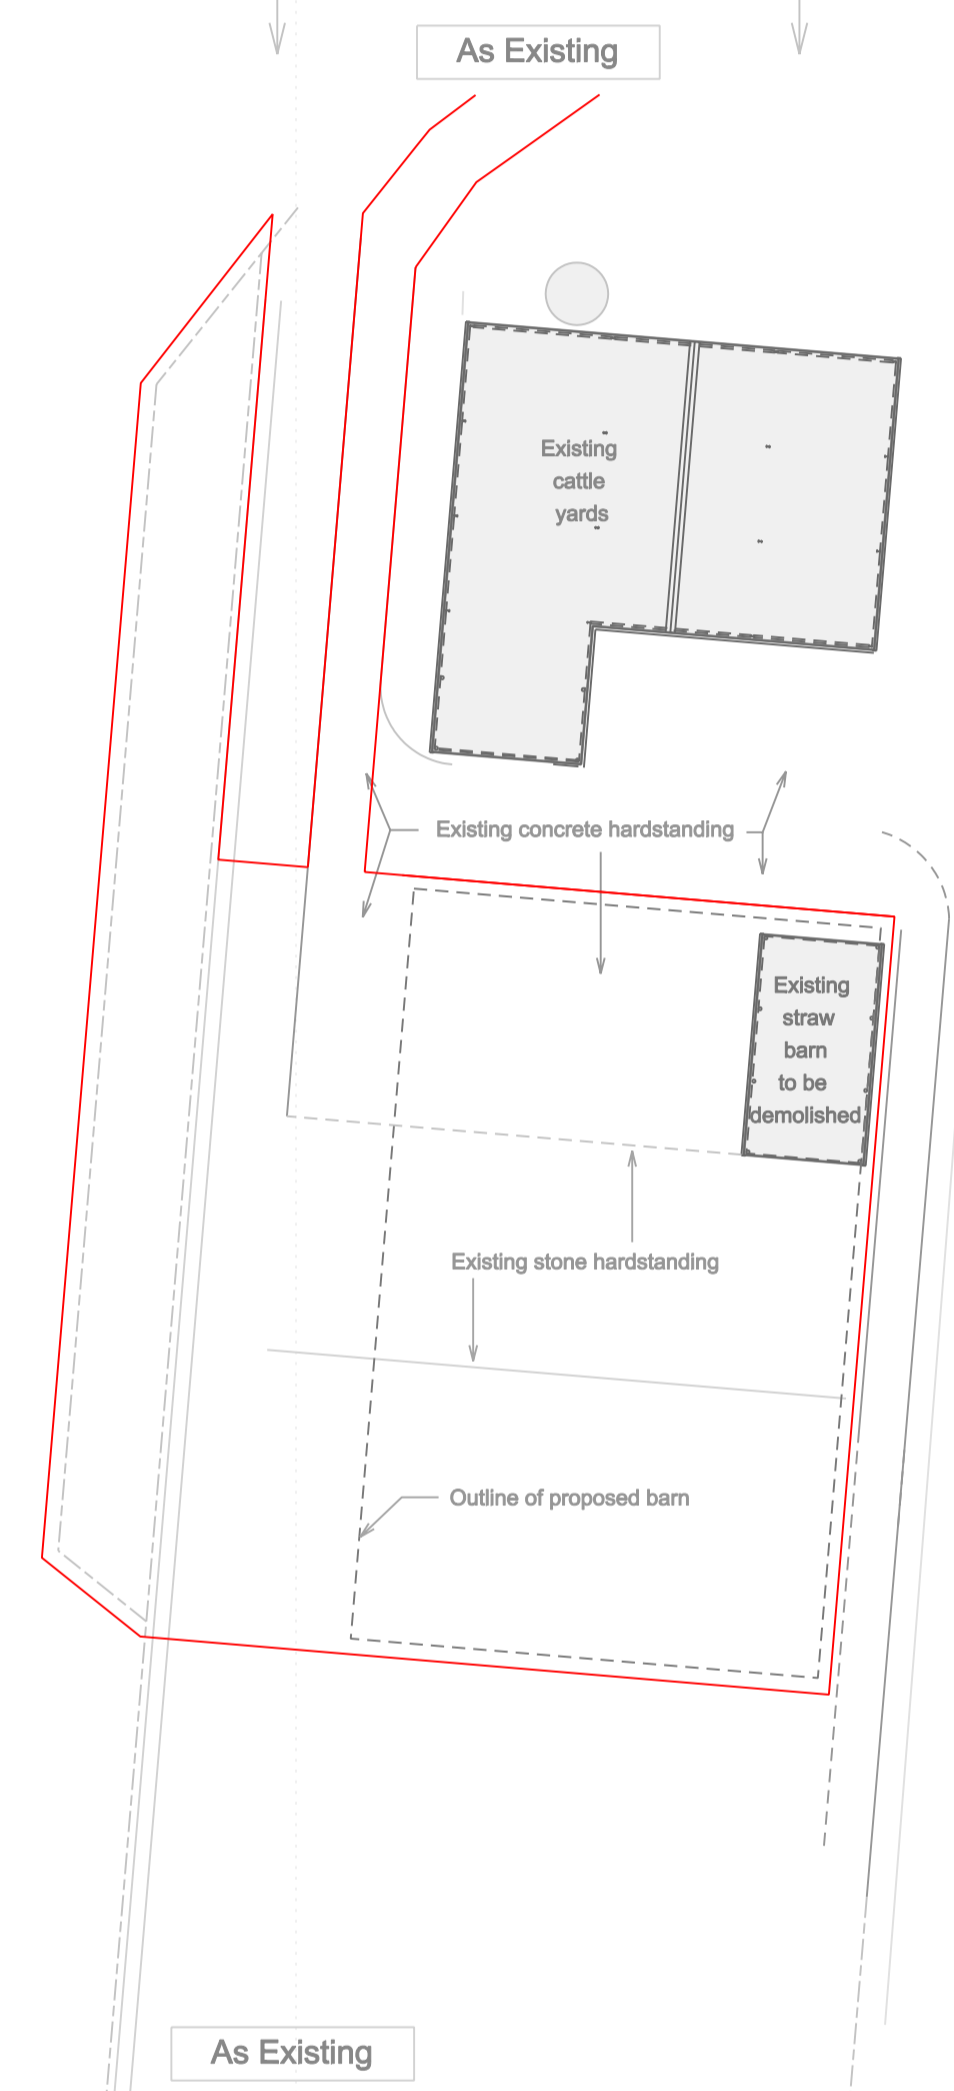 As Existing
Existing
cattle
yards
Existing concrete hardstanding
Existing
straw
barn
to be
demolished
Existing stone hardstanding
Outline of proposed barn
As Existing